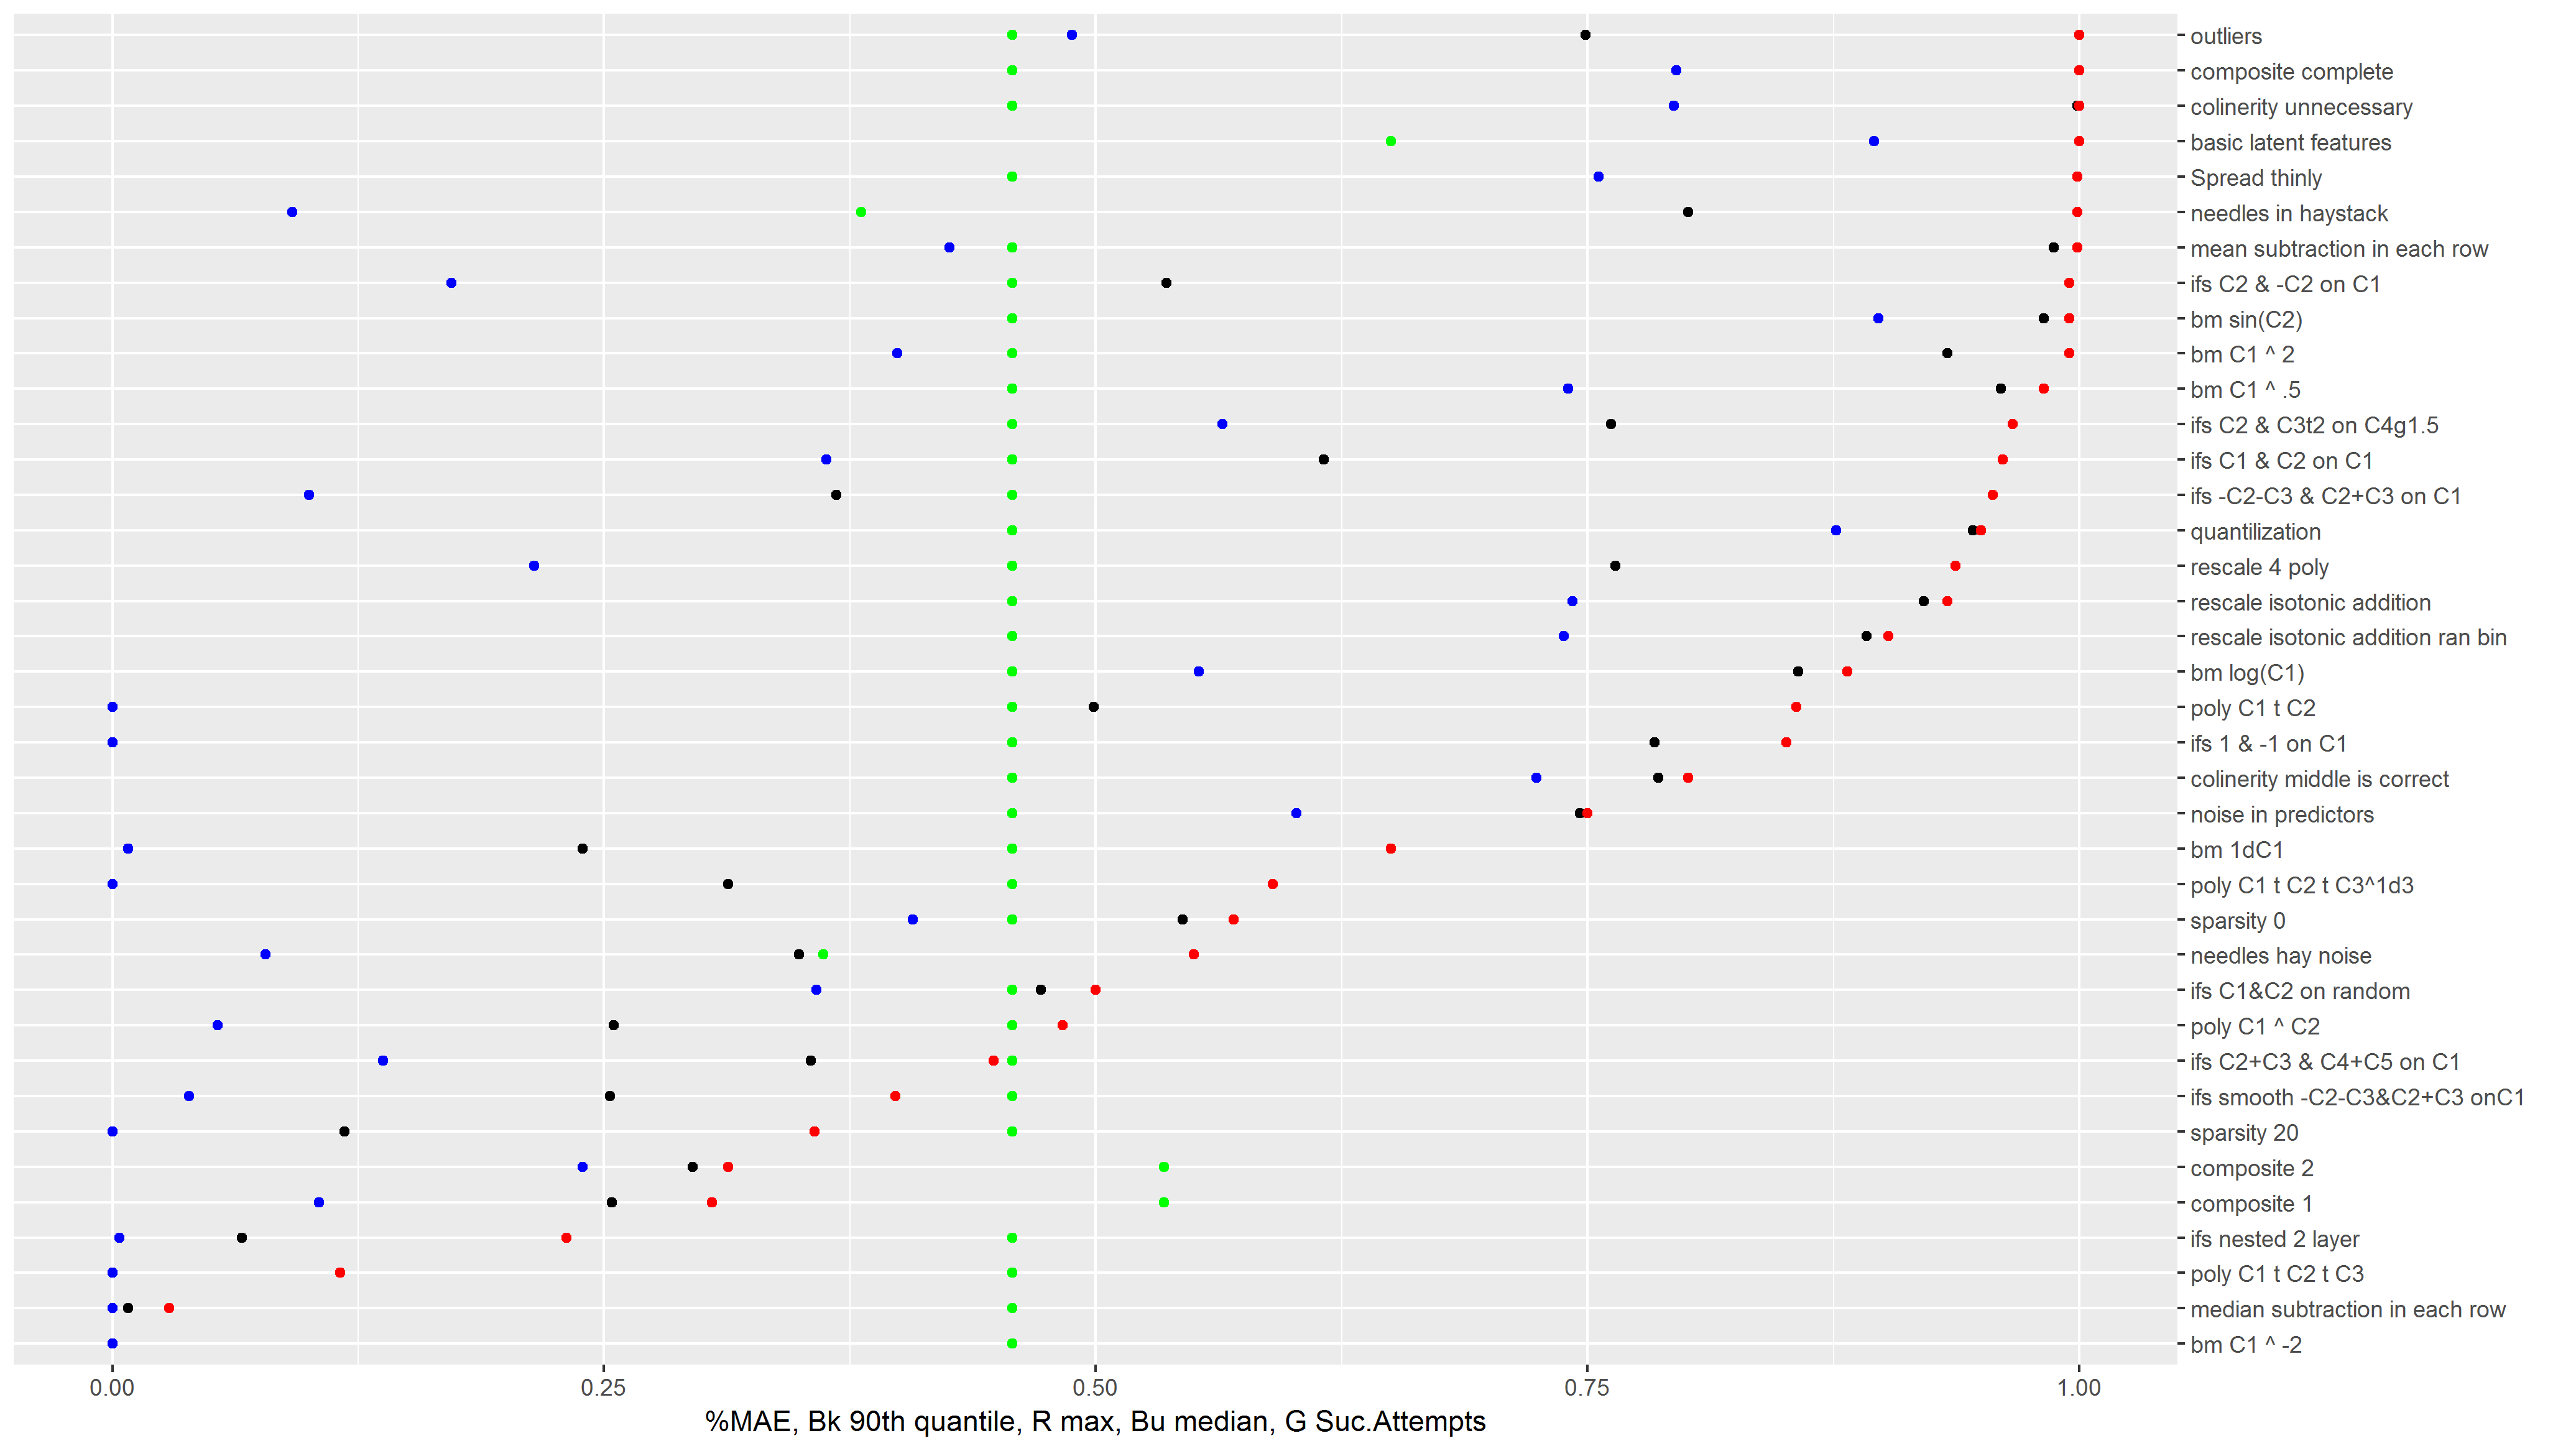 outliers
composite complete
colinerity unnecessary
basic latent features
Spread thinly
needles in haystack
mean subtraction in each row
ifs C2 & -C2 on C1
bm sin(C2)
bm C1 ^ 2
bm C1 ^ .5
ifs C2 & C3t2 on C4g1.5
ifs C1 & C2 on C1
ifs -C2-C3 & C2+C3 on C1
quantilization
rescale 4 poly
rescale isotonic addition
rescale isotonic addition ran bin
bm log(C1)
poly C1 t C2
ifs 1 & -1 on C1
colinerity middle is correct
noise in predictors
bm 1dC1
poly C1 t C2 t C3^1d3
sparsity 0
needles hay noise
ifs C1&C2 on random
poly C1 ^ C2
ifs C2+C3 & C4+C5 on C1
ifs smooth -C2-C3&C2+C3 onC1
sparsity 20
composite 2
composite 1
ifs nested 2 layer
poly C1 t C2 t C3
median subtraction in each row
bm C1 ^ -2
0.00 0.25 0.50 0.75 1.00
%MAE, Bk 90th quantile, R max, Bu median, G Suc.Attempts